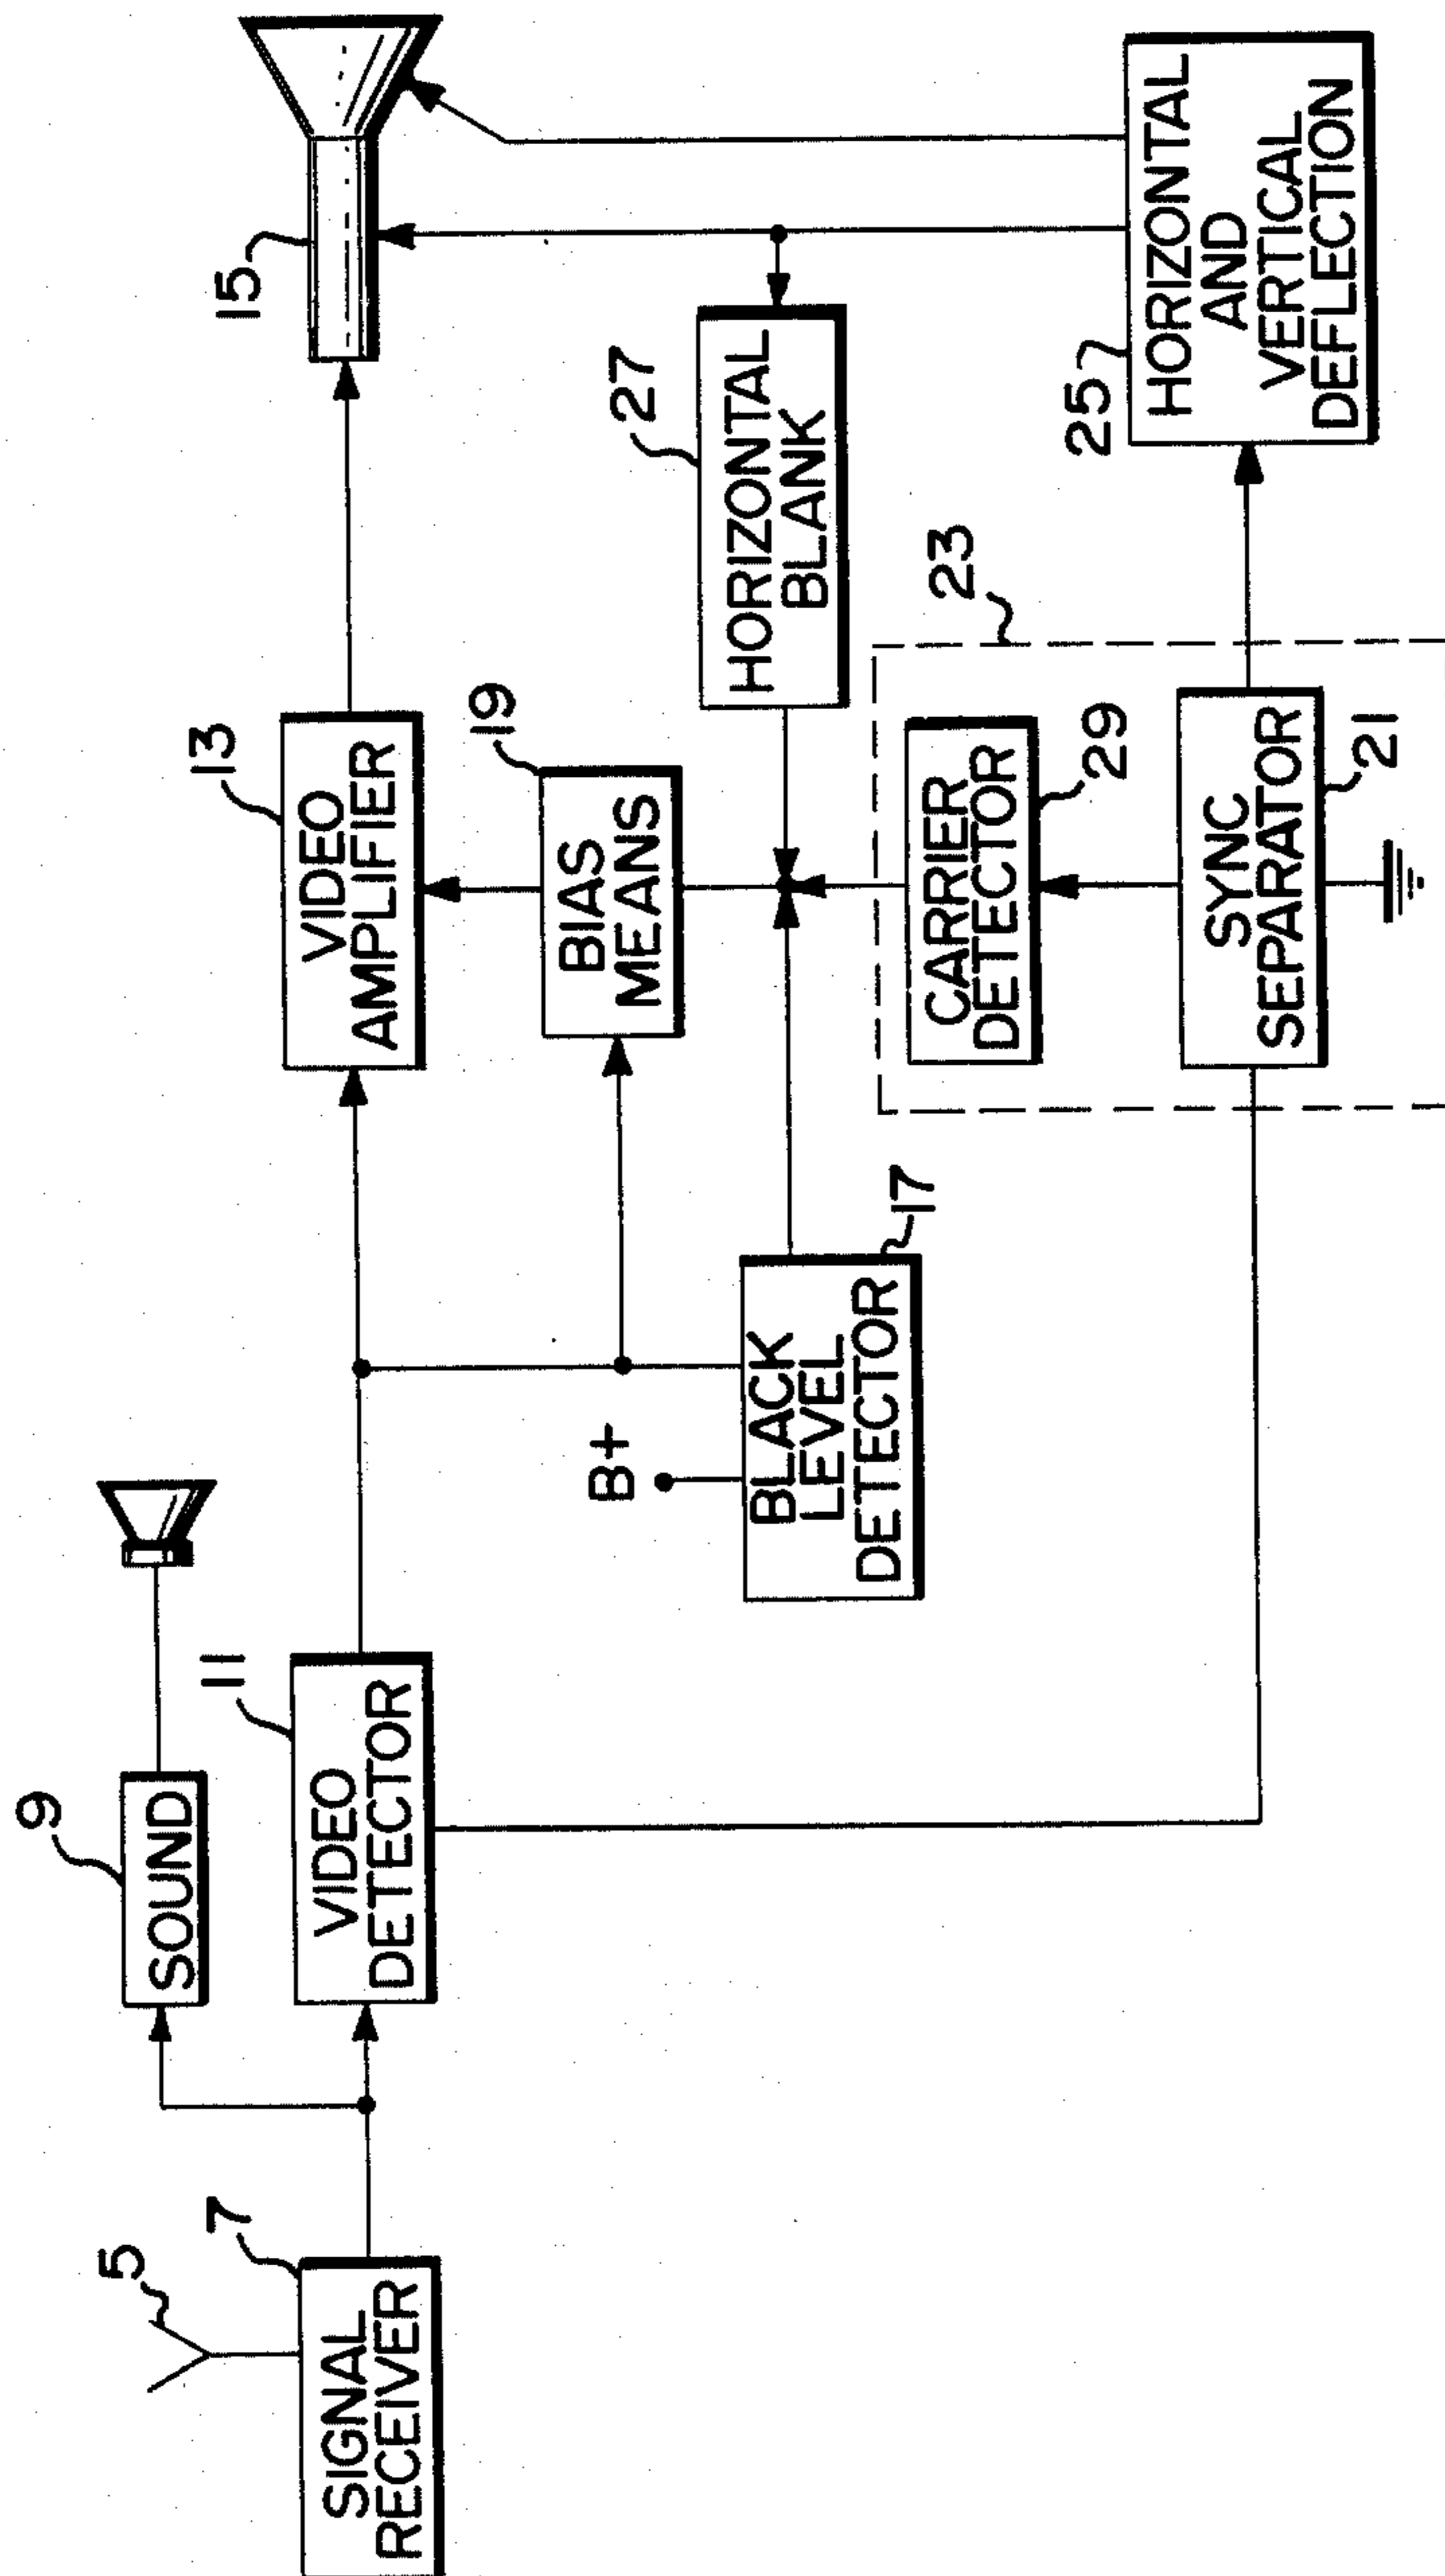 5
7
SIGNAL
RECEIVER
9
SOUND
11
VIDEO
DETECTOR
B+
BLACK
LEVEL
DETECTOR
17
13
VIDEO
AMPLIFIER
19
BIAS
MEANS
15
27
HORIZONTAL
BLANK
23
CARRIER
DETECTOR
29
SYNC
SEPARATOR
21
25
HORIZONTAL
AND
VERTICAL
DEFLECTION